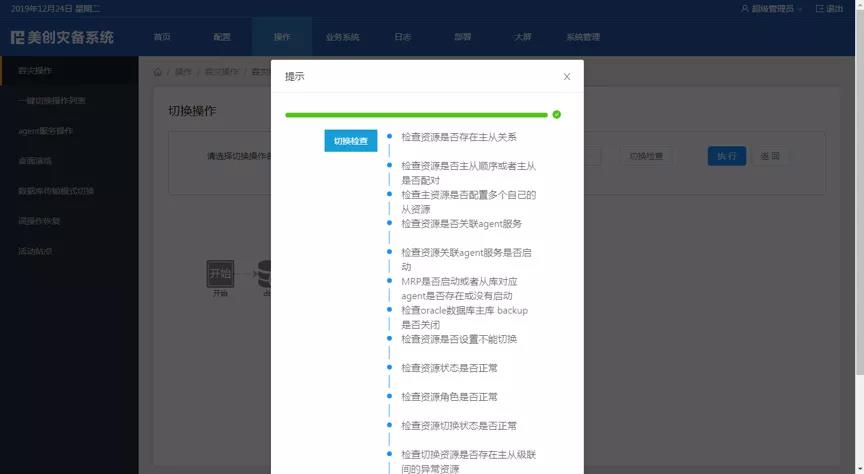 2019年12月24日 星期二
超级管理员
退出
美创灾备系统
首页
配置
操作
业务系统
日志
部署
大屏
系统管理
容灾操作
一键切换操作列表
agent服务操作
桌面演练
数据库传输模式切换
误操作恢复
活动站点
/ 操作 / 容灾操作 /
切换操作
请选择切换操作
切换检查
执 行
返 回
开始
开始
提示
切换检查
检查资源是否存在主从关系
检查资源是否主从顺序或者主从
是否配对
检查主资源是否配置多个自己的
从资源
检查资源是否关联agent服务
检查资源关联agent服务是否启
动
MRP是否启动或者从库对应
agent是否存在或没有启动
检查oracle数据库主库 backup
是否关闭
检查资源是否设置不能切换
检查资源状态是否正常
检查资源角色是否正常
检查资源切换状态是否正常
检查切换资源是否存在主从级联
间的异常资源